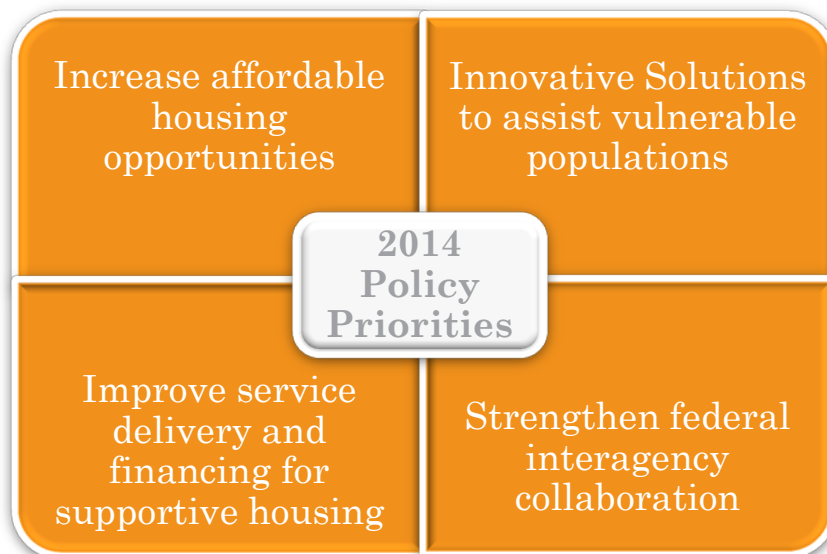 Increase affordable
housing
opportunities
Innovative Solutions
to assist vulnerable
populations
2014
Policy
Priorities
Improve service
delivery and
financing for
supportive housing
Strengthen federal
interagency
collaboration